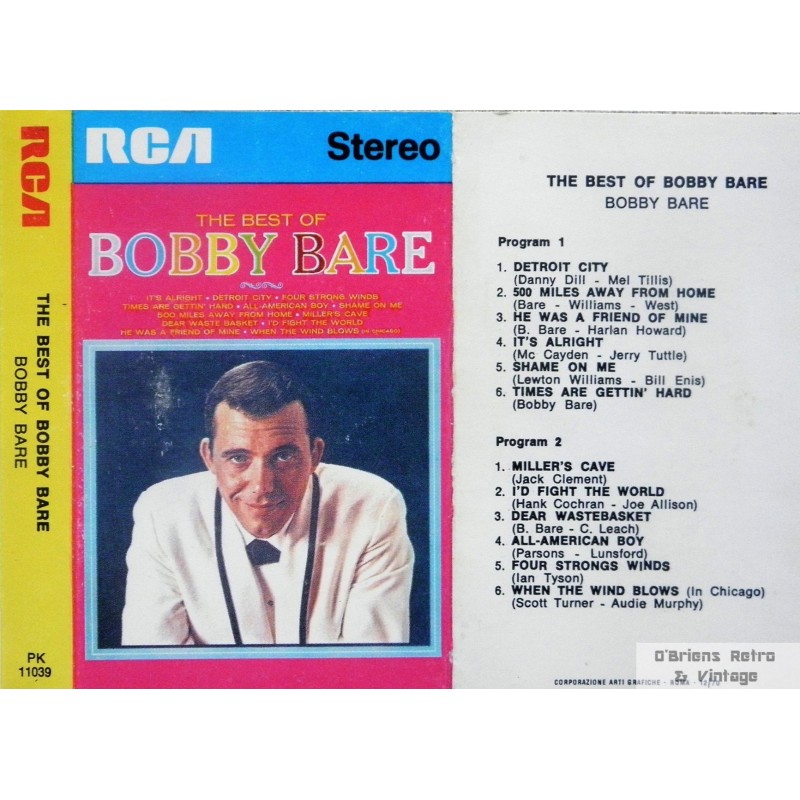 RCA
THE BEST OF BOBBY BARE
BOBBY BARE
PK
11039
RCA
Stereo
THE BEST OF
BOBBY BARE
IT'S ALRIGHT • DETROIT CITY • FOUR STRONG WINDS
TIMES ARE GETTIN' HARD • ALL-AMERICAN BOY • SHAME ON ME
500 MILES AWAY FROM HOME • MILLER'S CAVE
DEAR WASTE BASKET • I'D FIGHT THE WORLD
HE WAS A FRIEND OF MINE • WHEN THE WIND BLOWS (IN CHICAGO)
THE BEST OF BOBBY BARE
BOBBY BARE
Program 1
1. DETROIT CITY
(Danny Dill - Mel Tillis)
2. 500 MILES AWAY FROM HOME
(Bare - Williams - West)
3. HE WAS A FRIEND OF MINE
(B. Bare - Harlan Howard)
4. IT'S ALRIGHT
(Mc Cayden - Jerry Tuttle)
5. SHAME ON ME
(Lewton Williams - Bill Enis)
6. TIMES ARE GETTIN' HARD
(Bobby Bare)
Program 2
1. MILLER'S CAVE
(Jack Clement)
2. I'D FIGHT THE WORLD
(Hank Cochran - Joe Allison)
3. DEAR WASTEBASKET
(B. Bare - C. Leach)
4. ALL-AMERICAN BOY
(Parsons - Lunsford)
5. FOUR STRONGS WINDS
(Ian Tyson)
6. WHEN THE WIND BLOWS (In Chicago)
(Scott Turner - Audie Murphy)
O'Briens Retro
& Vintage
CORPORAZIONE ARTI GRAFICHE - ROMA - 12/70